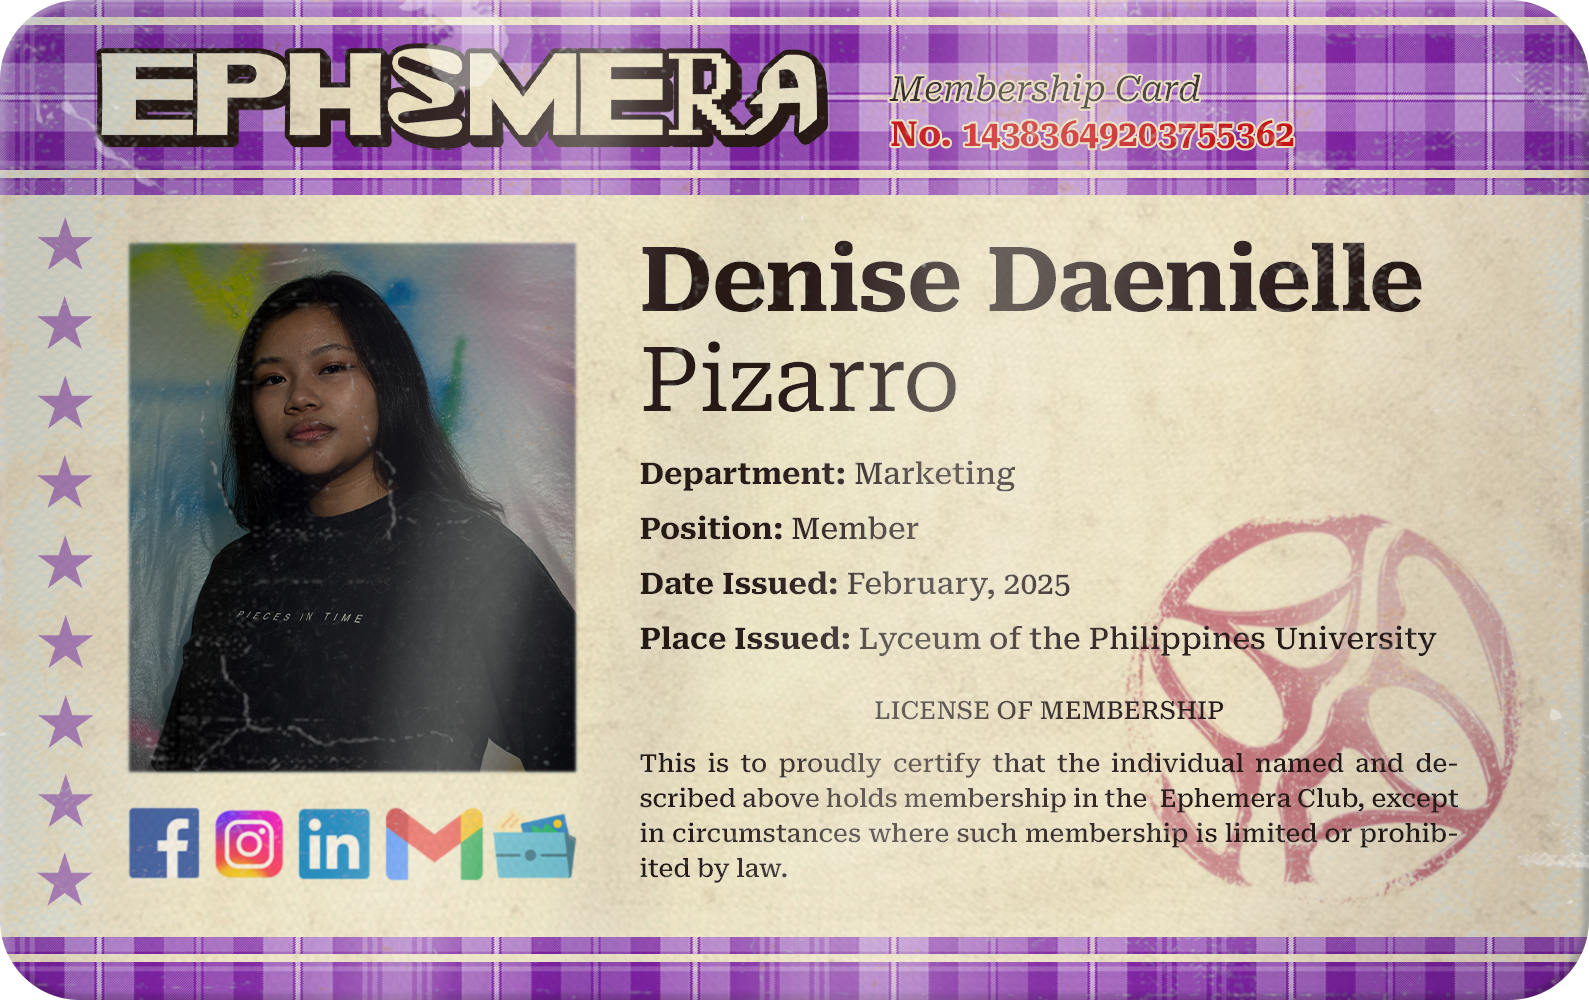 EPHEMERA
Membership Card
No. 14383649203755362
Denise Daenielle
Pizarro
Department: Marketing
Position: Member
Date Issued: February, 2025
Place Issued: Lyceum of the Philippines University
PIECES IN TIME
LICENSE OF MEMBERSHIP
This is to proudly certify that the individual named and de-
scribed above holds membership in the Ephemera Club, except
in circumstances where such membership is limited or prohib-
ited by law.
f
in